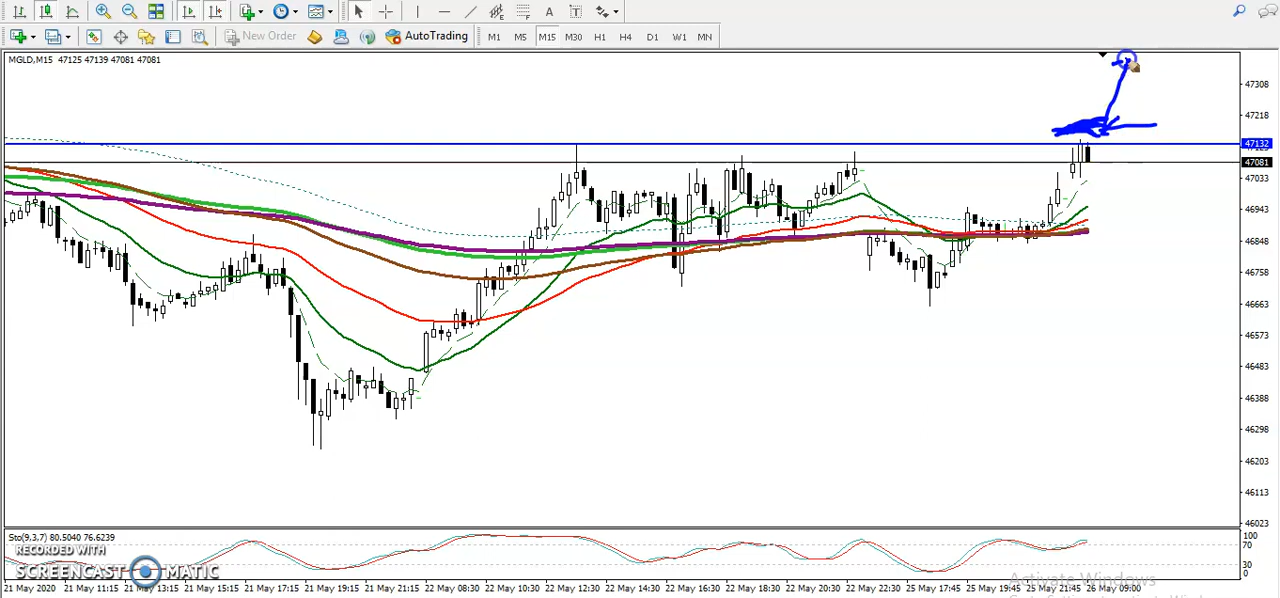 New Order AutoTrading M1 M5 M15 M30 H1 H4 D1 W1 MN
MGLD,M15 47125 47139 47081 47081
47308
47218
47132
47081
47033
46943
46848
46758
46663
46573
46483
46388
46298
46203
46113
46023
Sto(9,3,7) 80.5040 76.6239
100
70
30
0
RECORDED WITH
SCREENCAST MATIC
Activate Windows
21 May 2020 21 May 11:15 21 May 13:15 21 May 15:15 21 May 17:15 21 May 19:15 21 May 21:15 22 May 08:30 22 May 10:30 22 May 12:30 22 May 14:30 22 May 16:30 22 May 18:30 22 May 20:30 22 May 22:30 25 May 17:45 25 May 19:45 25 May 21:45 26 May 09:00